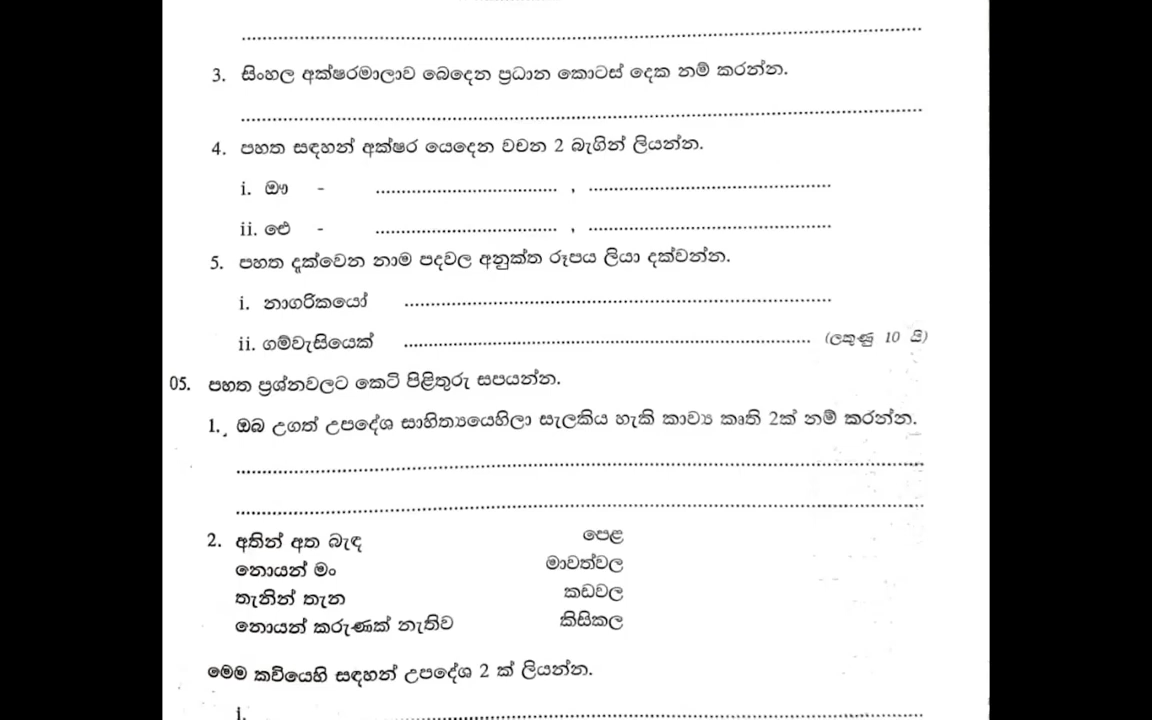 3. සිංහල අක්ෂරමාලාව බෙදෙන ප්‍රධාන කොටස් දෙක නම් කරන්න.
4. පහත සඳහන් අක්ෂර යෙදෙන වචන 2 බැගින් ලියන්න.
i. ඖ - .................................... , ................................................
ii. ඓ - .................................... , ................................................
5. පහත දැක්වෙන නාම පදවල අනුක්ත රූපය ලියා දක්වන්න.
i. නාගරිකයෝ ....................................................................................
ii. ගම්වැසියෙක් ................................................................................ (ලකුණු 10 යි)
05. පහත ප්‍රශ්නවලට කෙටි පිළිතුරු සපයන්න.
1. ඔබ උගත් උපදේශ සාහිත්‍යයෙහිලා සැලකිය හැකි කාව්‍ය කෘති 2ක් නම් කරන්න.
2. අතින් අත බැඳ පෙළ
නොයන් මං මාවත්වල
තැනින් තැන කඩවල
නොයන් කරුණක් නැතිව කිසිකල
මෙම කවියෙහි සඳහන් උපදේශ 2 ක් ලියන්න.
i. ................................................................................